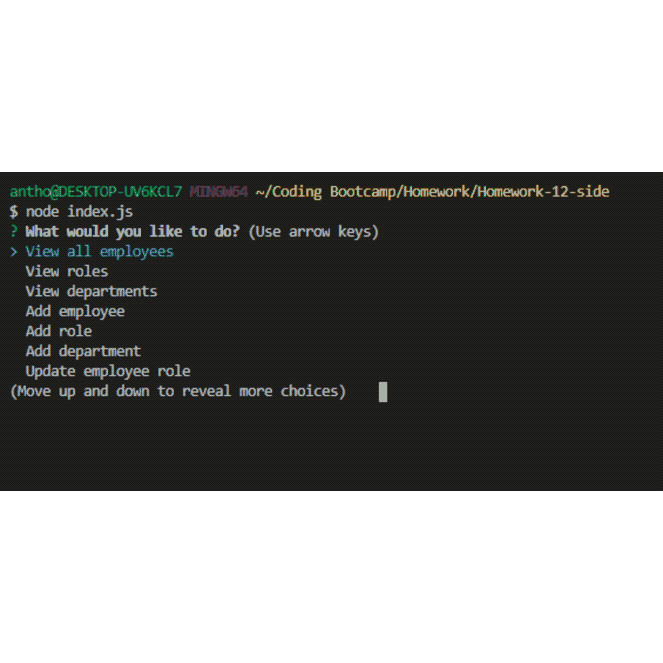 antho@DESKTOP-UV6KCL7 MINGW64 ~/Coding Bootcamp/Homework/Homework-12-side
$ node index.js
? What would you like to do? (Use arrow keys)
> View all employees
View roles
View departments
Add employee
Add role
Add department
Update employee role
(Move up and down to reveal more choices)